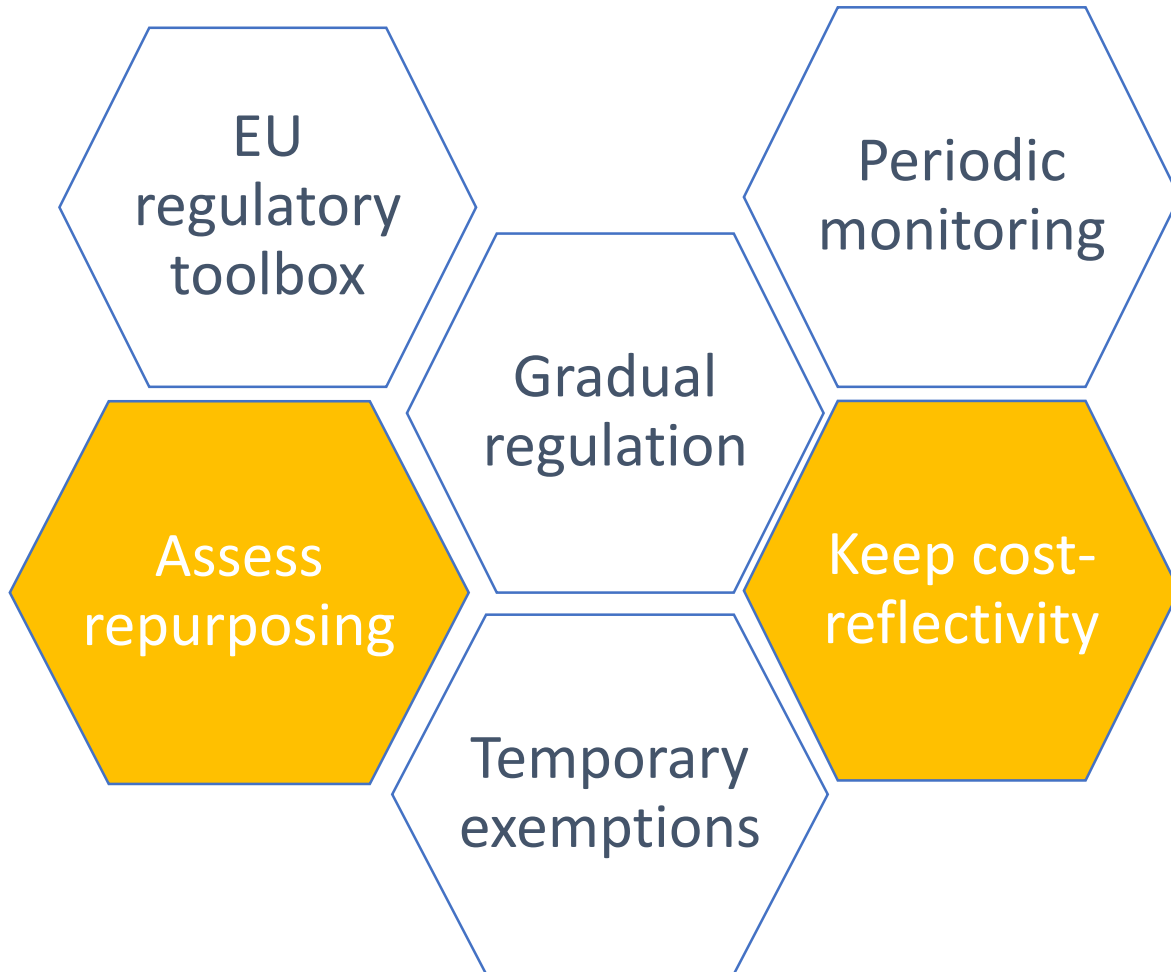 EU
regulatory
toolbox
Periodic
monitoring
Gradual
regulation
Assess
repurposing
Keep cost-
reflectivity
Temporary
exemptions